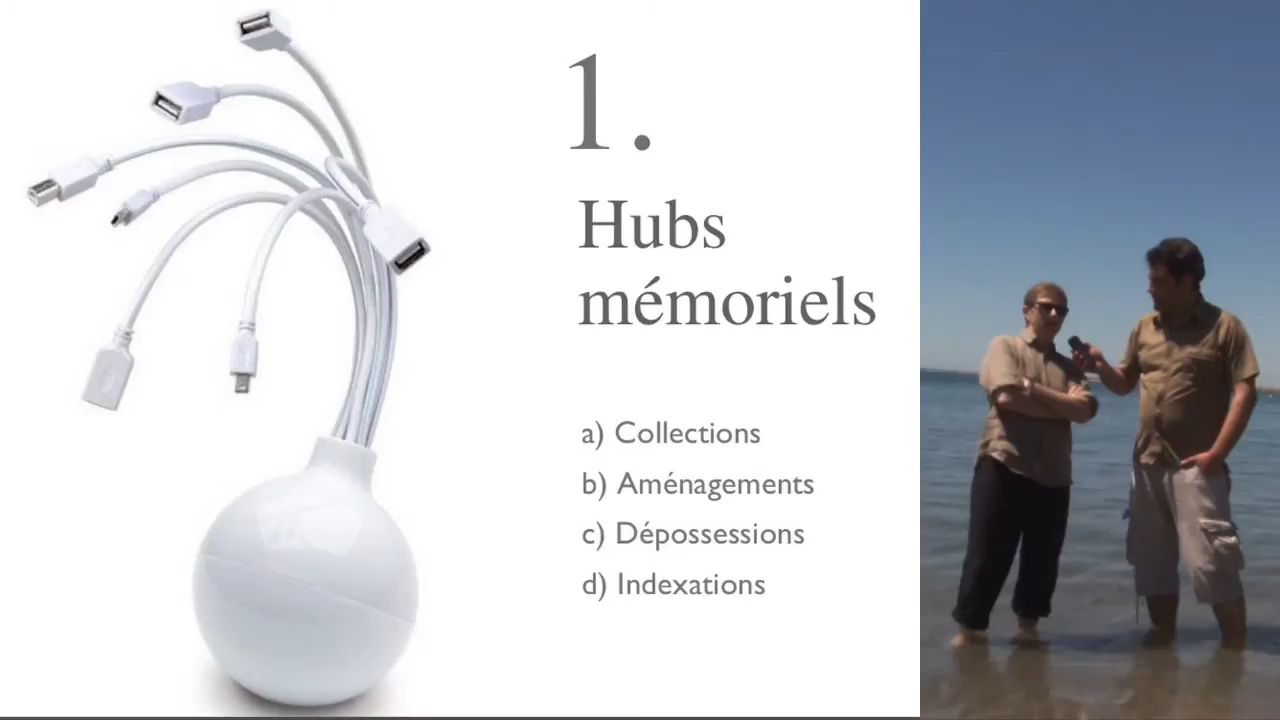 1.
Hubs
mémoriels
a) Collections
b) Aménagements
c) Dépossessions
d) Indexations